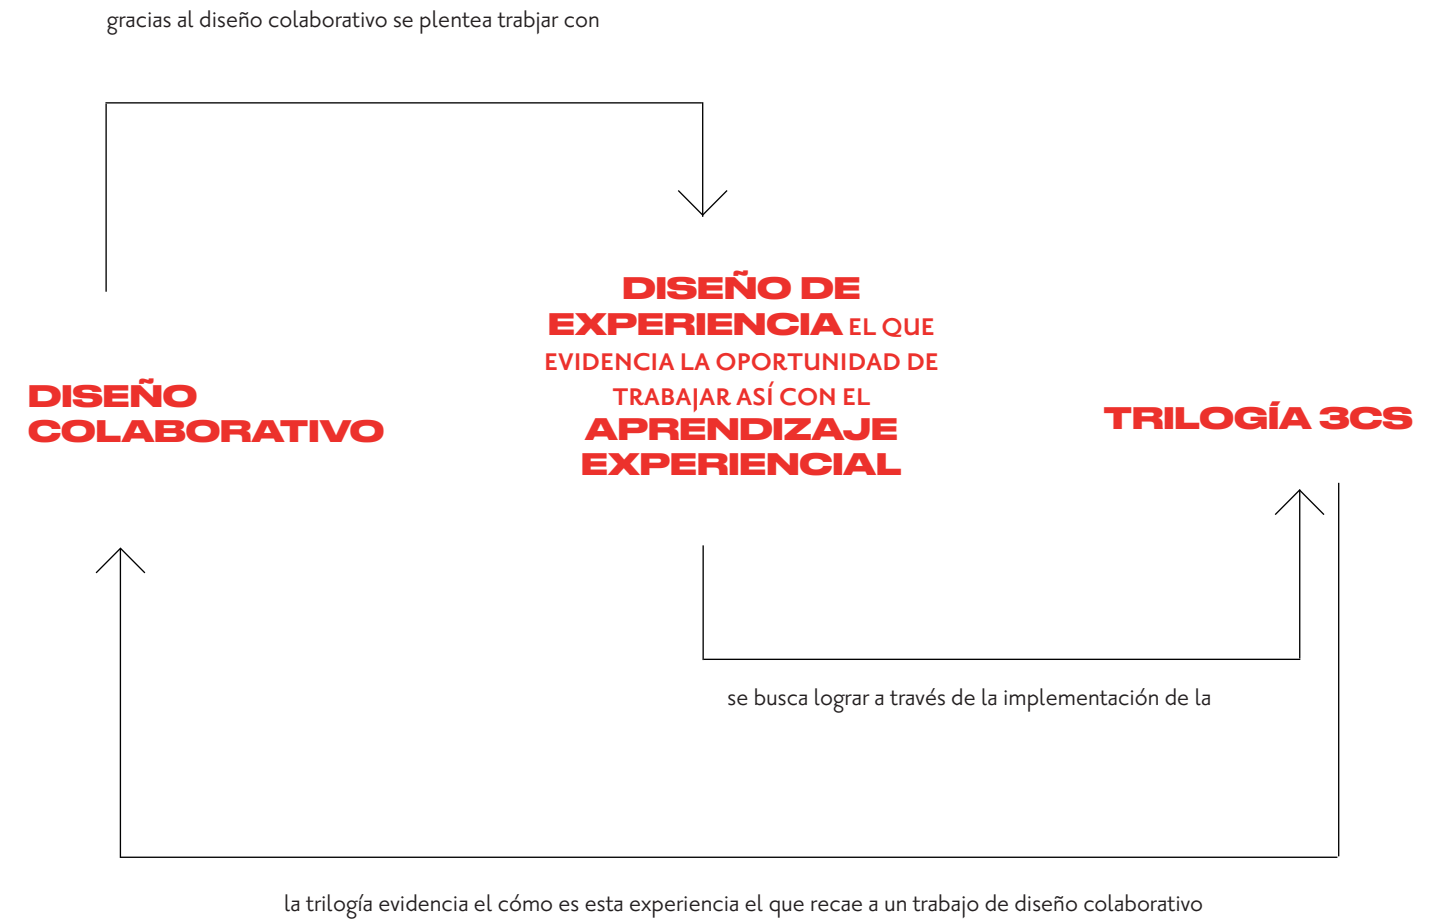 gracias al diseño colaborativo se plentea trabjar con
DISEÑO DE
EXPERIENCIA EL QUE
EVIDENCIA LA OPORTUNIDAD DE
TRABAJAR ASÍ CON EL
APRENDIZAJE
EXPERIENCIAL
DISEÑO
COLABORATIVO
TRILOGÍA 3CS
se busca lograr a través de la implementación de la
la trilogía evidencia el cómo es esta experiencia el que recae a un trabajo de diseño colaborativo